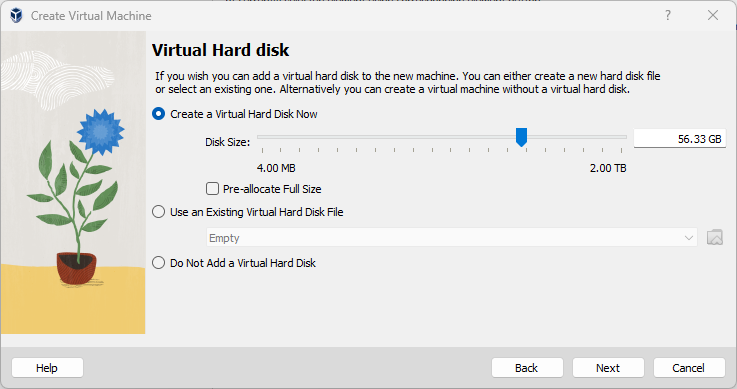 Create Virtual Machine
Virtual Hard disk
If you wish you can add a virtual hard disk to the new machine. You can either create a new hard disk file
or select an existing one. Alternatively you can create a virtual machine without a virtual hard disk.
Create a Virtual Hard Disk Now
Disk Size:
56.33 GB
4.00 MB
2.00 TB
Pre-allocate Full Size
Use an Existing Virtual Hard Disk File
Empty
Do Not Add a Virtual Hard Disk
Help
Back
Next
Cancel